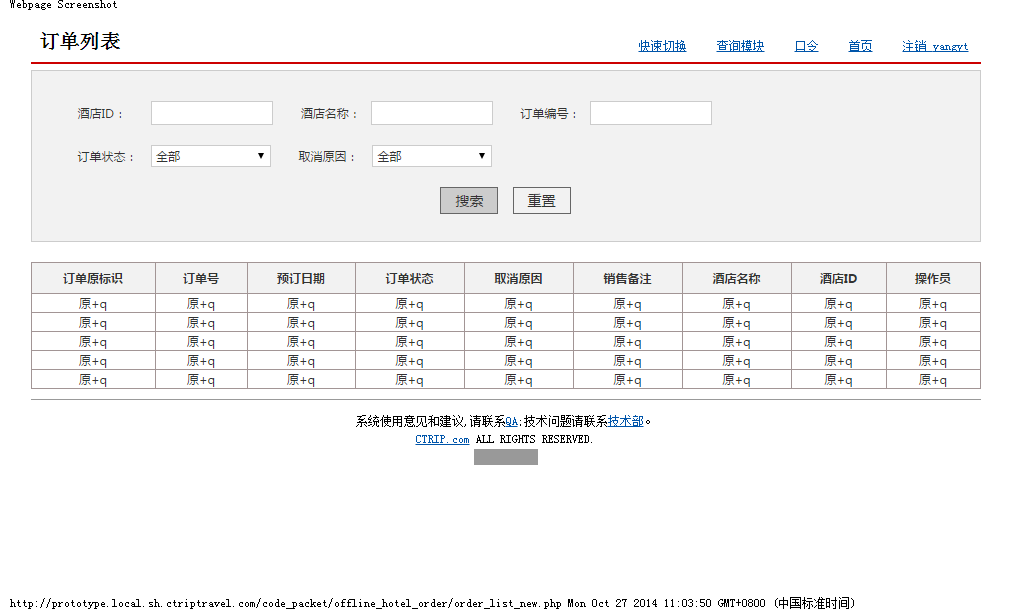 Webpage Screenshot
订单列表
快速切换 查询模块 口令 首页 注销 yangyt
酒店ID： 酒店名称： 订单编号：
订单状态： 全部 取消原因： 全部
搜索 重置
订单原标识 订单号 预订日期 订单状态 取消原因 销售备注 酒店名称 酒店ID 操作员
原+q 原+q 原+q 原+q 原+q 原+q 原+q 原+q 原+q
原+q 原+q 原+q 原+q 原+q 原+q 原+q 原+q 原+q
原+q 原+q 原+q 原+q 原+q 原+q 原+q 原+q 原+q
原+q 原+q 原+q 原+q 原+q 原+q 原+q 原+q 原+q
原+q 原+q 原+q 原+q 原+q 原+q 原+q 原+q 原+q
系统使用意见和建议,请联系QA;技术问题请联系技术部。
CTRIP.com ALL RIGHTS RESERVED.
http://prototype.local.sh.ctriptravel.com/code_packet/offline_hotel_order/order_list_new.php Mon Oct 27 2014 11:03:50 GMT+0800 (中国标准时间)